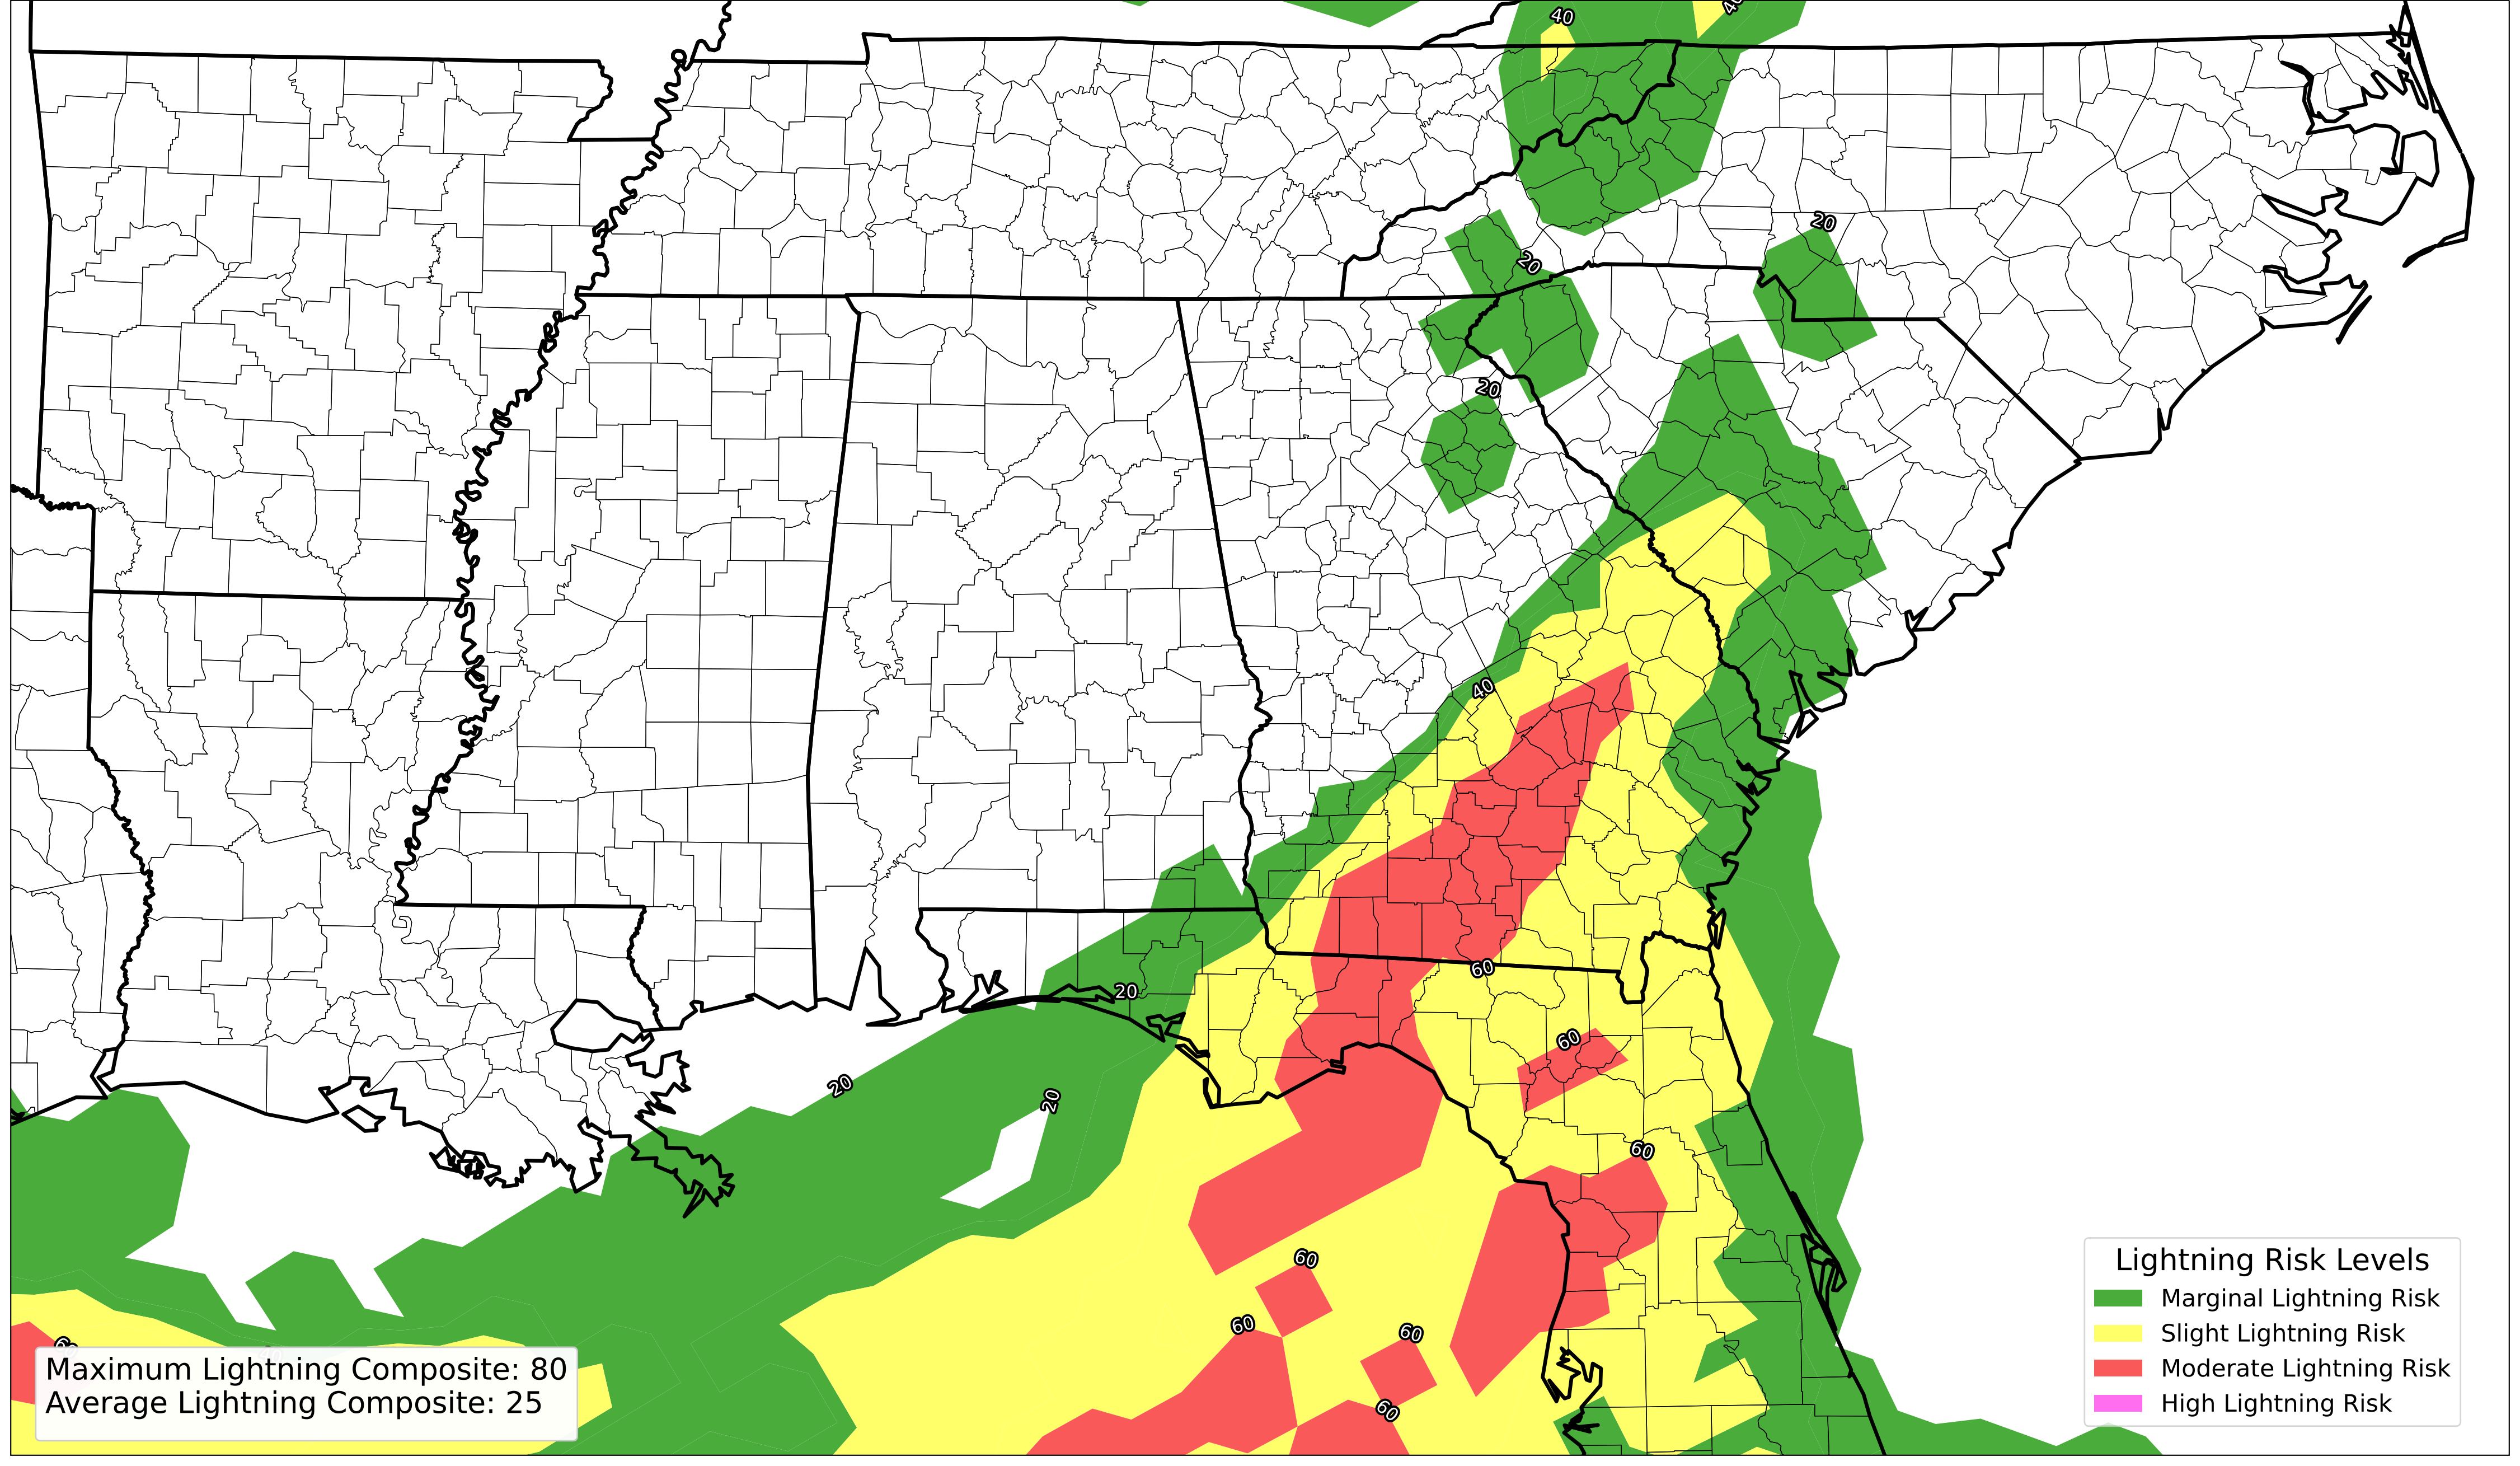 40
20
20
20
40
20
60
60
20
20
60
60
60
60
60
Maximum Lightning Composite: 80
Average Lightning Composite: 25
Lightning Risk Levels
Marginal Lightning Risk
Slight Lightning Risk
Moderate Lightning Risk
High Lightning Risk